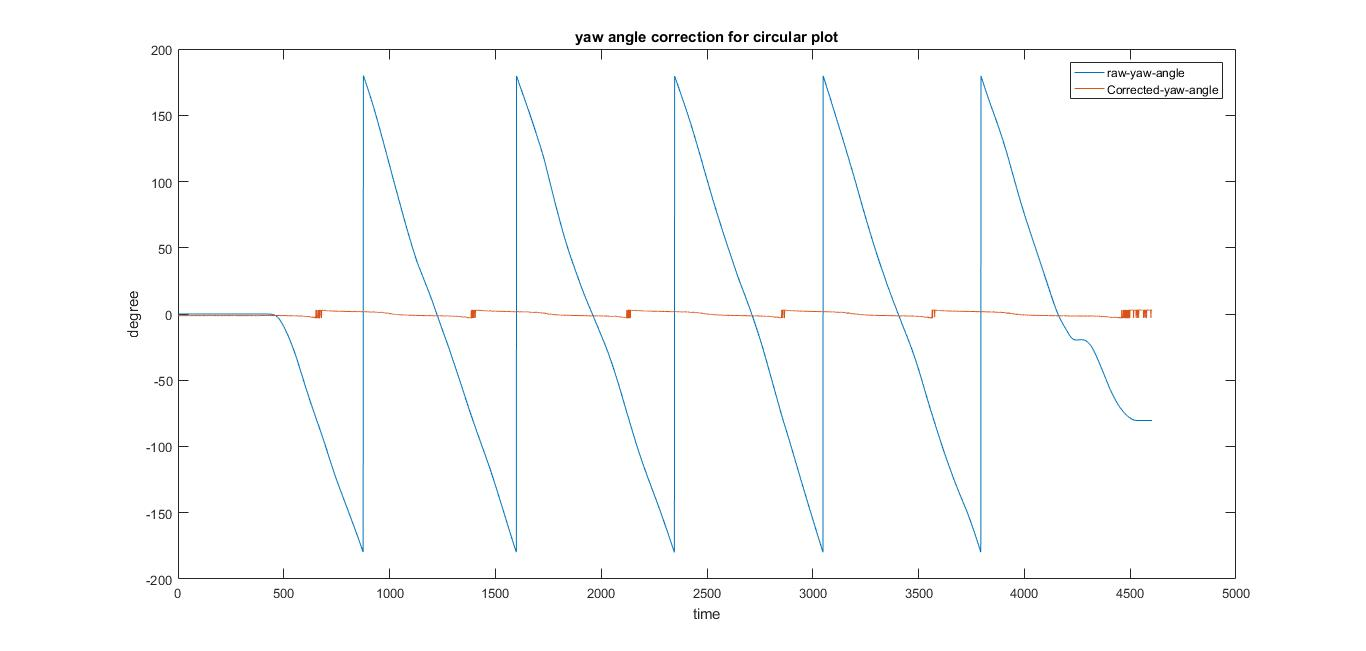 yaw angle correction for circular plot
raw-yaw-angle
Corrected-yaw-angle
degree
200
150
100
50
0
-50
-100
-150
-200
0 500 1000 1500 2000 2500 3000 3500 4000 4500 5000
time